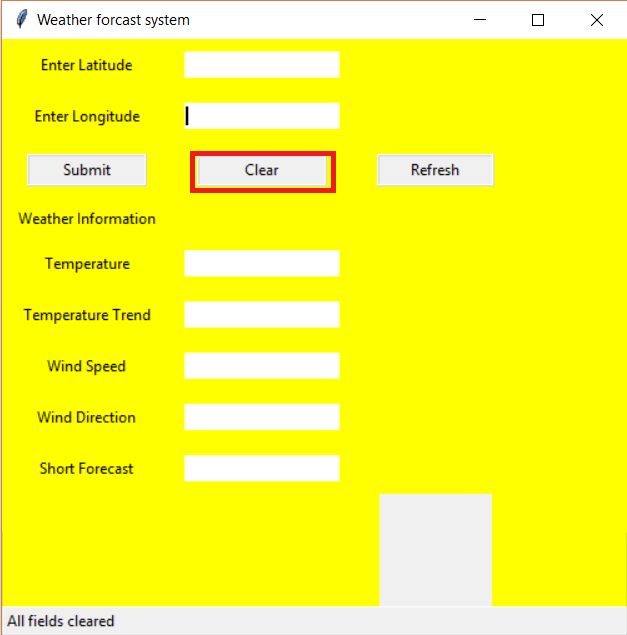 Weather forcast system
Enter Latitude
Enter Longitude
Submit Clear Refresh
Weather Information
Temperature
Temperature Trend
Wind Speed
Wind Direction
Short Forecast
All fields cleared